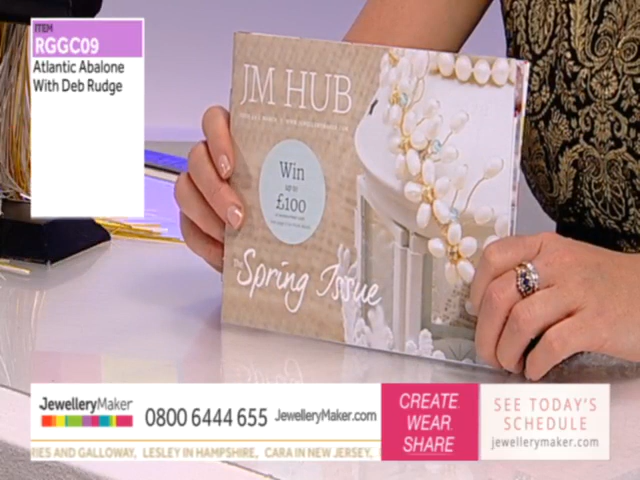 ITEM
RGGC09
Atlantic Abalone
With Deb Rudge
JM HUB
Win
up to
£100
The
Spring Issue
JewelleryMaker
0800 6444 655
JewelleryMaker.com
CREATE.
WEAR.
SHARE
SEE TODAY'S
SCHEDULE
jewellerymaker.com
RIES AND GALLOWAY, LESLEY IN HAMPSHIRE, CARA IN NEW JERSEY,